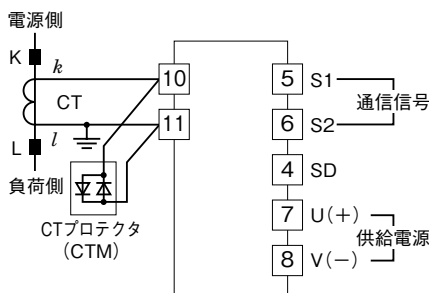 電源側
K
k
CT
L
l
負荷側
CTプロテクタ
(CTM)
10
11
5 S1
6 S2
通信信号
4 SD
7 U(+)
8 V(−)
供給電源